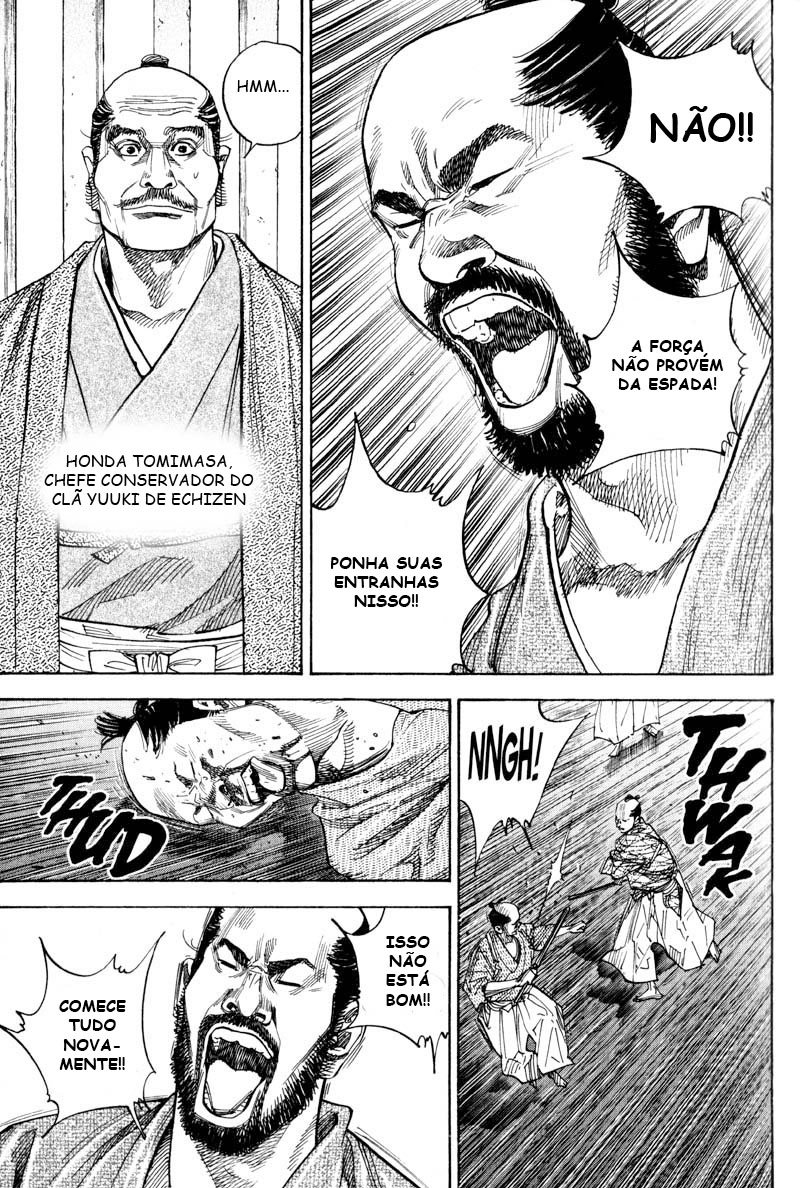 NÃO!!
A FORÇA
NÃO PROVÉM
DA ESPADA!
PONHA SUAS
ENTRANHAS
NISSO!!
HMM...
HONDA TOMIMASA,
CHEFE CONSERVADOR DO
CLÃ YUUKI DE ECHIZEN
THWAK
NNGH!
THUD
ISSO
NÃO
ESTÁ
BOM!!
COMECE
TUDO
NOVA-
MENTE!!